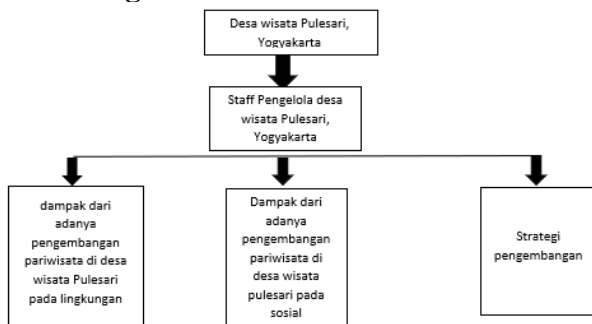 Desa wisata Pulesari,
Yogyakarta
Staff Pengelola desa
wisata Pulesari,
Yogyakarta
dampak dari
adanya
pengembangan
pariwisata di desa
wisata Pulesari
pada lingkungan
Dampak dari
adanya
pengembangan
pariwisata di
desa wisata
pulesari pada
sosial
Strategi
pengembangan